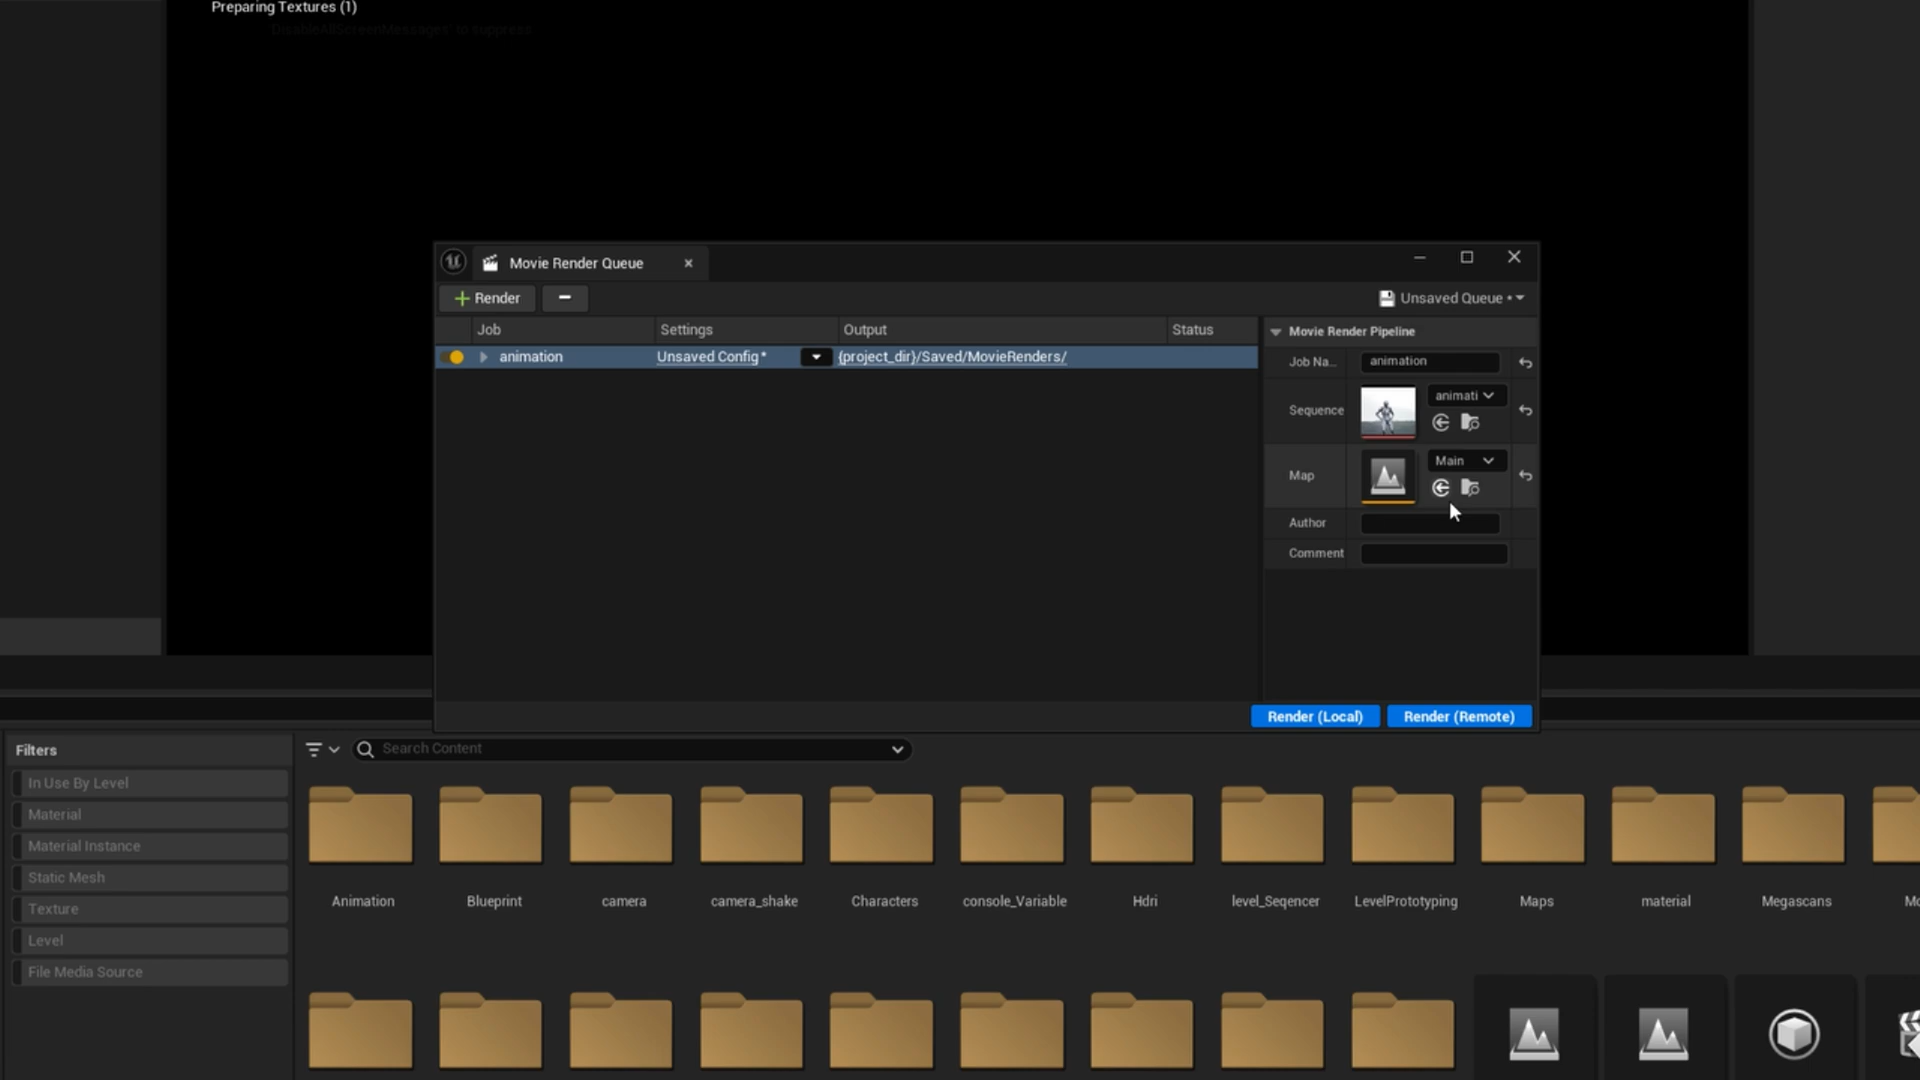 Preparing Textures (1)
'DisableAllScreenMessages' to suppress
Movie Render Queue
Render
Unsaved Queue •
Job
Settings
Output
Status
animation
Unsaved Config*
{project_dir}/Saved/MovieRenders/
Movie Render Pipeline
Job Na...
animation
Sequence
animati
Map
Main
Author
Comment
Render (Local)
Render (Remote)
Filters
Search Content
In Use By Level
Material
Material Instance
Static Mesh
Texture
Level
File Media Source
Animation
Blueprint
camera
camera_shake
Characters
console_Variable
Hdri
level_Seqencer
LevelPrototyping
Maps
material
Megascans